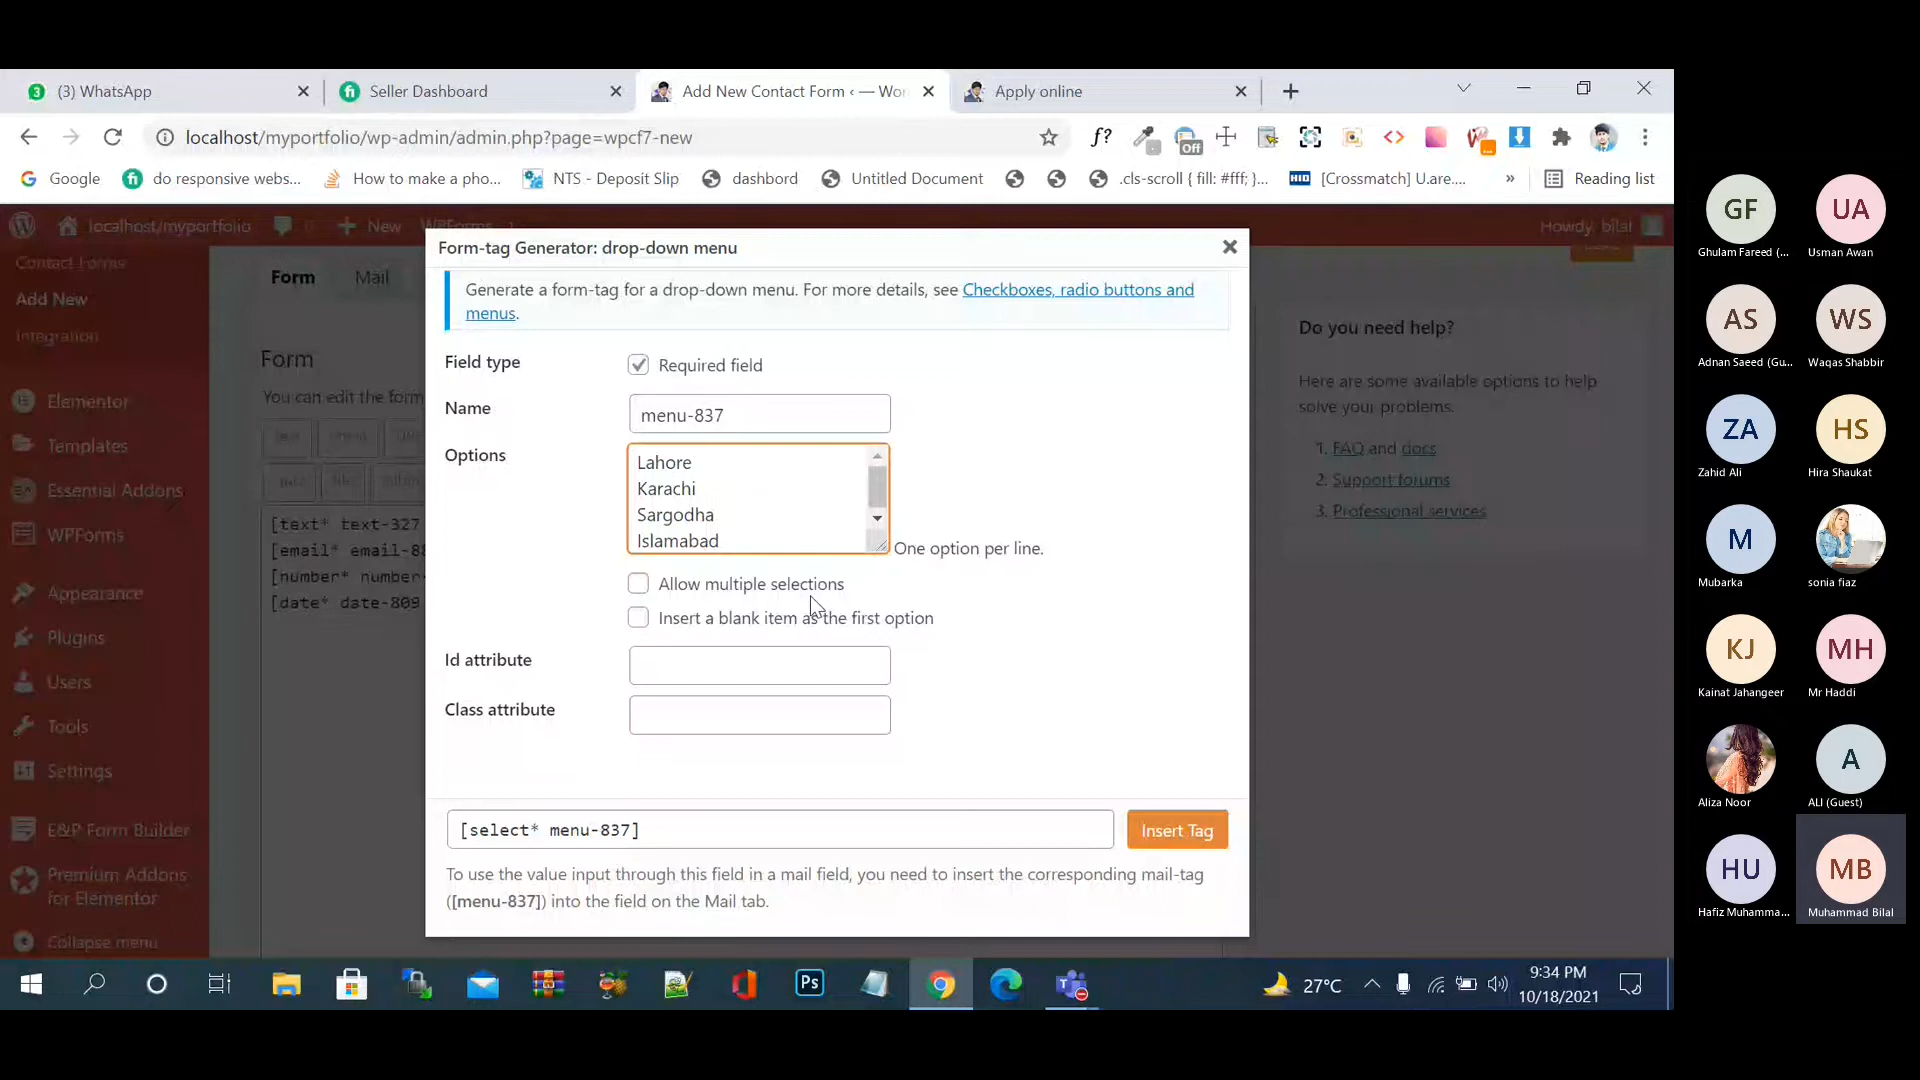 (3) WhatsApp
Seller Dashboard
Add New Contact Form ‹ — Wor
Apply online
localhost/myportfolio/wp-admin/admin.php?page=wpcf7-new
Off
Google
do responsive webs...
How to make a pho...
NTS - Deposit Slip
dashbord
Untitled Document
.cls-scroll { fill: #fff; }...
[Crossmatch] U.are....
»
Reading list
localhost/myportfolio
0
New
WPForms
Howdy, bilal
Contact Forms
Add New
Integration
Elementor
Templates
Essential Addons
WPForms
Appearance
Plugins
Users
Tools
Settings
E&P Form Builder
Premium Addons
for Elementor
Collapse menu
Form
Mail
Form
You can edit the form
[text* text-327
[email* email-88
[number* number-
[date* date-809
Form-tag Generator: drop-down menu
Generate a form-tag for a drop-down menu. For more details, see Checkboxes, radio buttons and
menus.
Field type
Required field
Name
menu-837
Options
Lahore
Karachi
Sargodha
Islamabad
One option per line.
Allow multiple selections
Insert a blank item as the first option
Id attribute
Class attribute
[select* menu-837]
Insert Tag
To use the value input through this field in a mail field, you need to insert the corresponding mail-tag
([menu-837]) into the field on the Mail tab.
Do you need help?
Here are some available options to help
solve your problems.
1. FAQ and docs
2. Support forums
3. Professional services
GF
Ghulam Fareed (...
UA
Usman Awan
AS
Adnan Saeed (Gu...
WS
Waqas Shabbir
ZA
Zahid Ali
HS
Hira Shaukat
M
Mubarka
sonia fiaz
KJ
Kainat Jahangeer
MH
Mr Haddi
Aliza Noor
A
ALI (Guest)
HU
Hafiz Muhamma...
MB
Muhammad Bilal
Ps
27°C
9:34 PM
10/18/2021